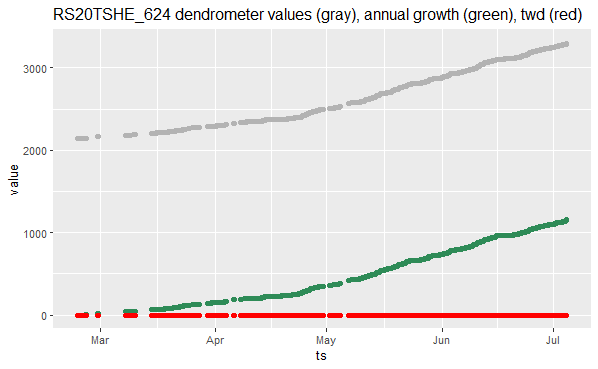 RS20TSHE_624 dendrometer values (gray), annual growth (green), twd (red)
3000
2000
1000
0
value
Mar Apr May Jun Jul
ts